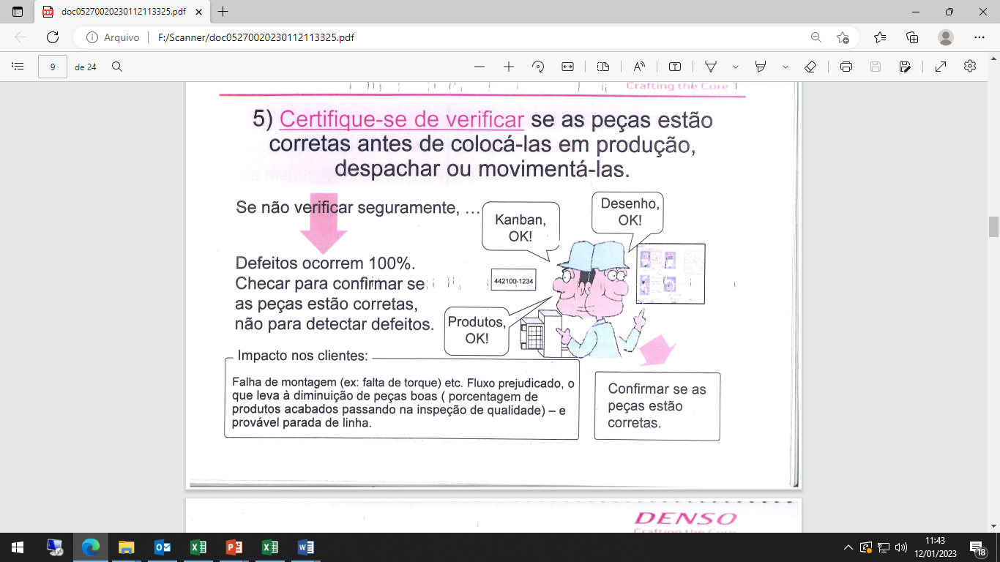 doc05270020230112113325.pdf
Arquivo
F:/Scanner/doc05270020230112113325.pdf
9 de 24
Crafting the Core
5) Certifique-se de verificar se as peças estão
corretas antes de colocá-las em produção,
despachar ou movimentá-las.
Se não verificar seguramente, ...
Kanban,
OK!
Desenho,
OK!
Defeitos ocorrem 100%.
Checar para confirmar se
as peças estão corretas,
não para detectar defeitos.
442100-1234
Produtos,
OK!
Impacto nos clientes:
Falha de montagem (ex: falta de torque) etc. Fluxo prejudicado, o
que leva à diminuição de peças boas ( porcentagem de
produtos acabados passando na inspeção de qualidade) – e
provável parada de linha.
Confirmar se as
peças estão
corretas.
DENSO
Crafting the Core
11:43
12/01/2023
18